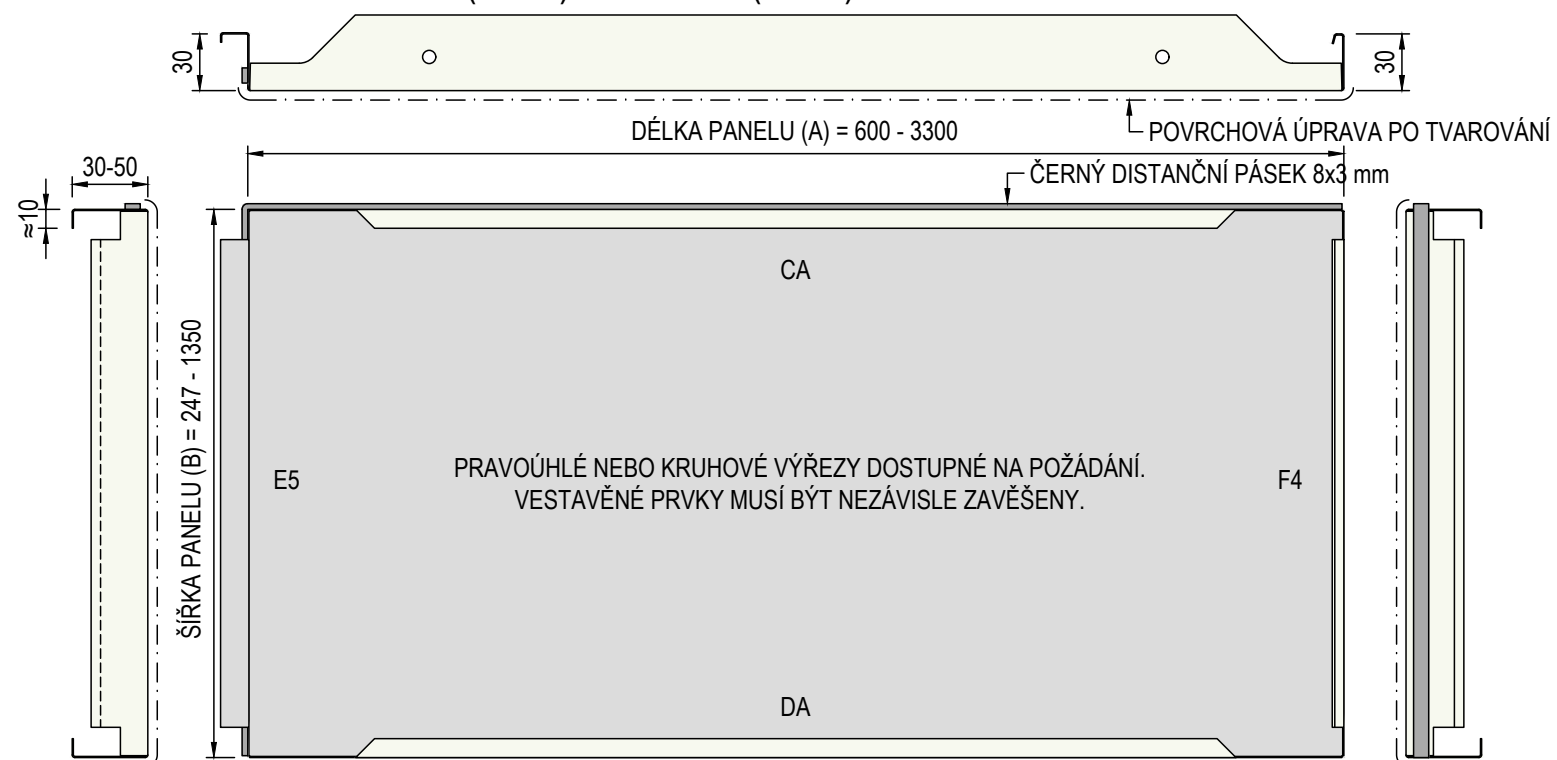 30
30
DÉLKA PANELU (A) = 600 - 3300
POVRCHOVÁ ÚPRAVA PO TVAROVÁNÍ
30-50
ČERNÝ DISTANČNÍ PÁSEK 8x3 mm
≈10
CA
ŠÍŘKA PANELU (B) = 247 - 1350
E5
PRAVOÚHLÉ NEBO KRUHOVÉ VÝŘEZY DOSTUPNÉ NA POŽÁDÁNÍ.
VESTAVĚNÉ PRVKY MUSÍ BÝT NEZÁVISLE ZAVĚŠENY.
F4
DA